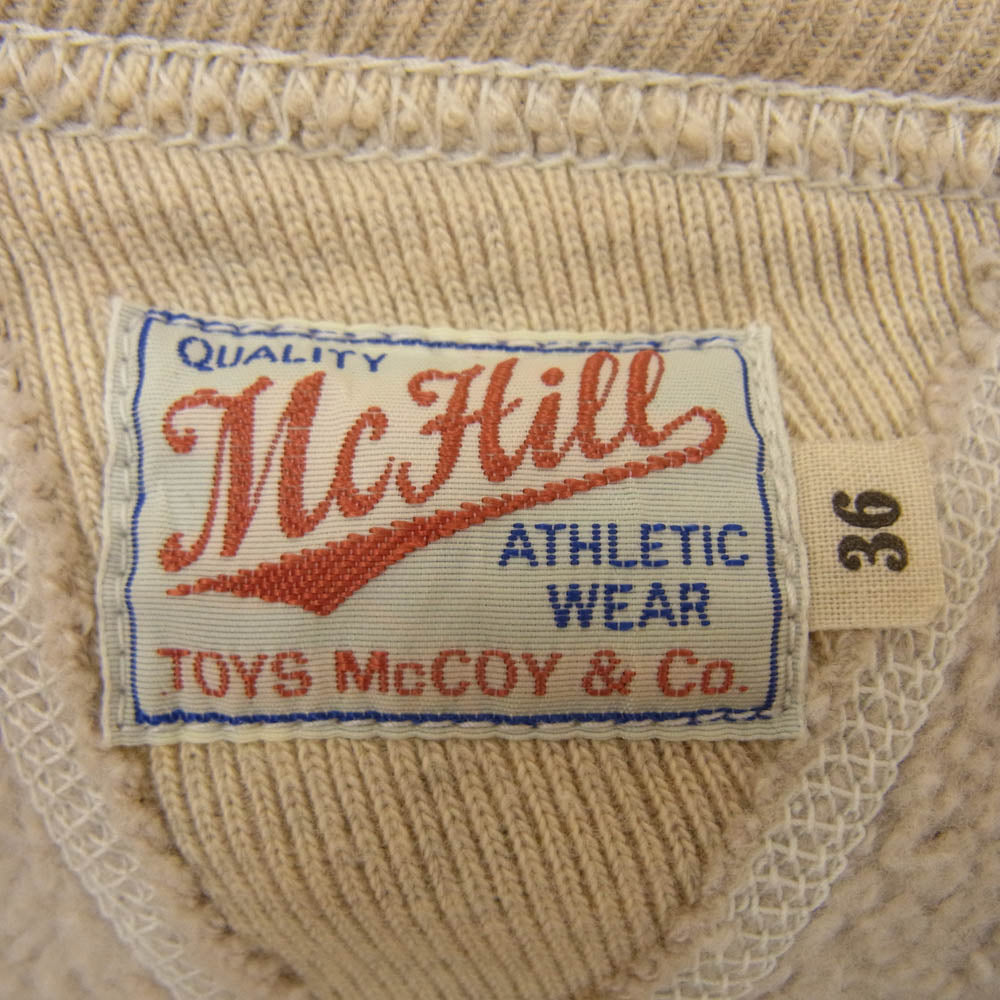 QUALITY
McHill
ATHLETIC
WEAR
TOYS McCOY & Co.
36